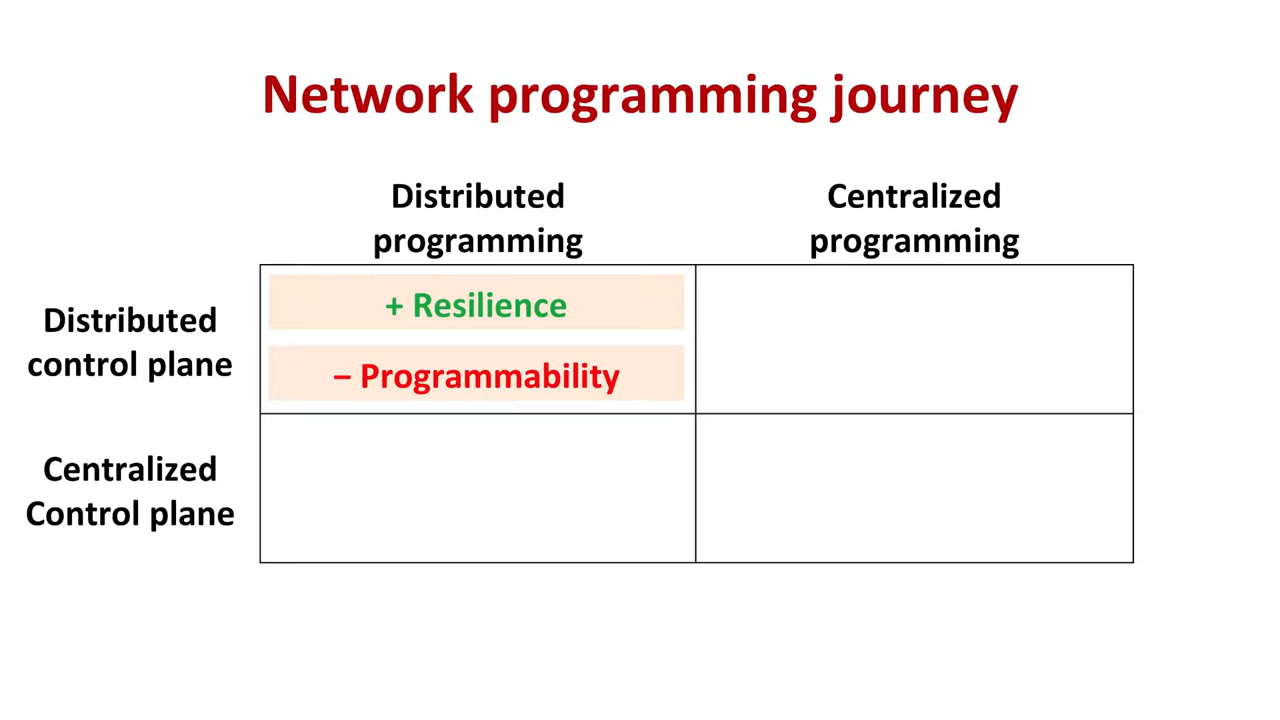 Network programming journey
Distributed
programming
Centralized
programming
Distributed
control plane
+ Resilience
− Programmability
Centralized
Control plane